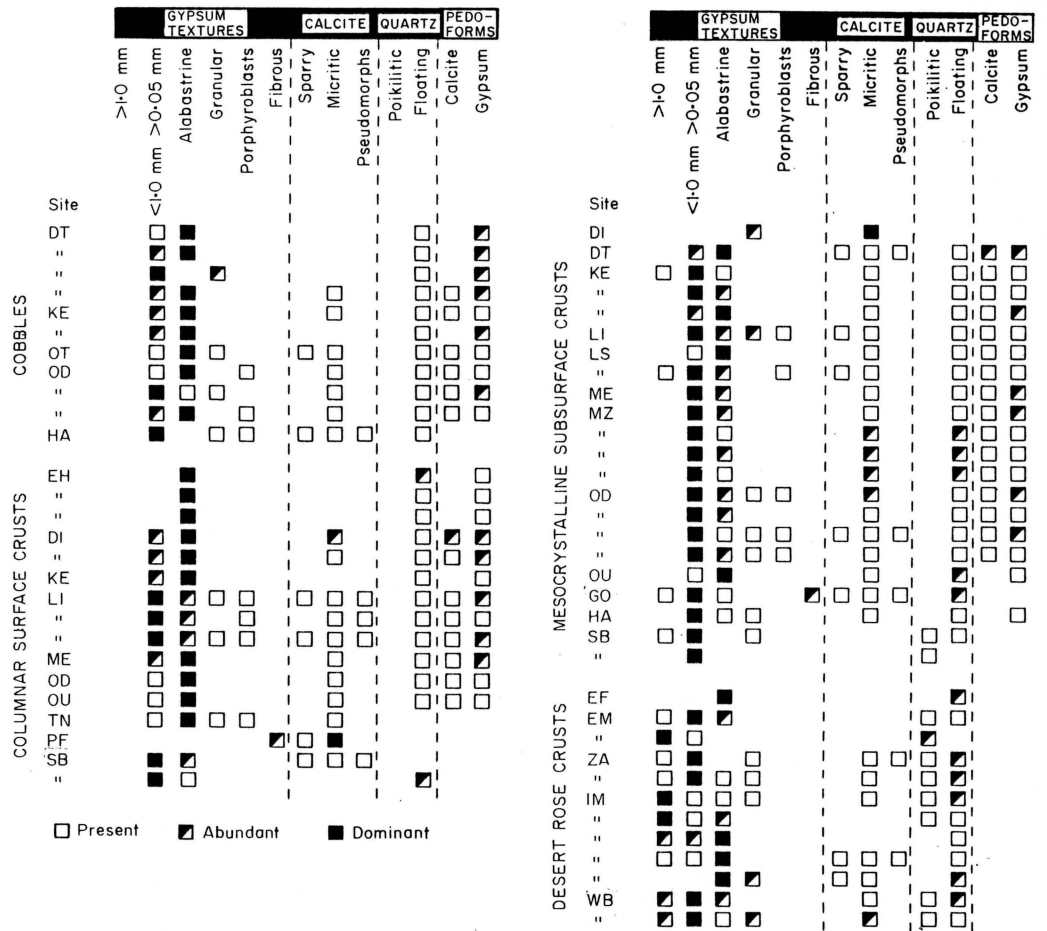 GYPSUM TEXTURES
CALCITE
QUARTZ
PEDO-FORMS
>1·0 mm
<1·0 mm >0·05 mm
Alabastrine
Granular
Porphyroblasts
Fibrous
Sparry
Micritic
Pseudomorphs
Poikilitic
Floating
Calcite
Gypsum
Site
COBBLES
DT
"
"
"
KE
"
OT
OD
"
"
HA
COLUMNAR SURFACE CRUSTS
EH
"
"
DI
"
KE
LI
"
"
ME
OD
OU
TN
PF
SB
"
Present
Abundant
Dominant
GYPSUM TEXTURES
CALCITE
QUARTZ
PEDO-FORMS
>1·0 mm
<1·0 mm >0·05 mm
Alabastrine
Granular
Porphyroblasts
Fibrous
Sparry
Micritic
Pseudomorphs
Poikilitic
Floating
Calcite
Gypsum
Site
MESOCRYSTALLINE SUBSURFACE CRUSTS
DI
DT
KE
"
"
LI
LS
"
ME
MZ
"
"
"
OD
"
"
"
OU
GO
HA
SB
"
DESERT ROSE CRUSTS
EF
EM
"
ZA
"
IM
"
"
"
"
WB
"